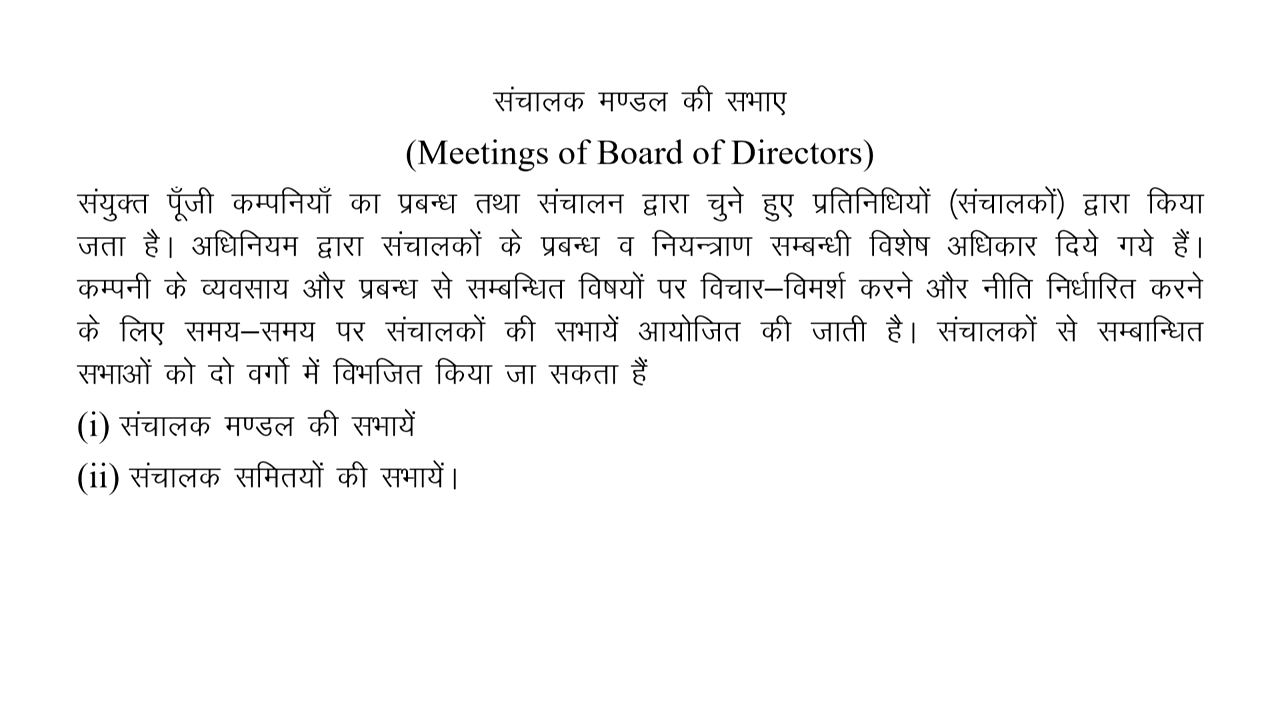 संचालक मण्डल की सभाए
(Meetings of Board of Directors)
संयुक्त पूँजी कम्पनियाँ का प्रबन्ध तथा संचालन द्वारा चुने हुए प्रतिनिधियों (संचालकों) द्वारा किया
जता है। अधिनियम द्वारा संचालकों के प्रबन्ध व नियन्त्राण सम्बन्धी विशेष अधिकार दिये गये हैं।
कम्पनी के व्यवसाय और प्रबन्ध से सम्बन्धित विषयों पर विचार–विमर्श करने और नीति निर्धाारित करने
के लिए समय–समय पर संचालकों की सभायें आयोजित की जाती है। संचालकों से सम्बान्धित
सभाओं को दो वर्गो में विभजित किया जा सकता हैं
(i) संचालक मण्डल की सभायें
(ii) संचालक समितयों की सभायें।